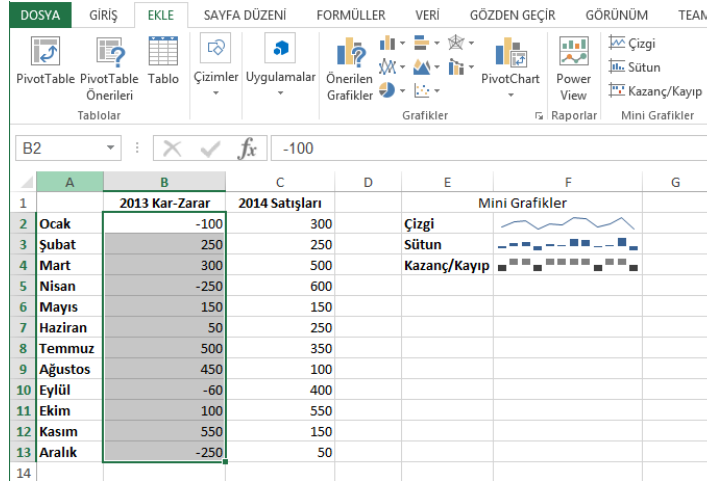 DOSYA GİRİŞ EKLE SAYFA DÜZENİ FORMÜLLER VERİ GÖZDEN GEÇİR GÖRÜNÜM TEAM
PivotTable PivotTable Önerileri Tablo Çizimler Uygulamalar Önerilen Grafikler PivotChart Power View Çizgi
Sütun
Kazanç/Kayıp
Tablolar Grafikler Raporlar Mini Grafikler
B2 fx -100
A B C D E F G
1 2013 Kar-Zarar 2014 Satışları Mini Grafikler
2 Ocak -100 300 Çizgi
3 Şubat 250 250 Sütun
4 Mart 300 500 Kazanç/Kayıp
5 Nisan -250 600
6 Mayıs 150 150
7 Haziran 50 250
8 Temmuz 500 350
9 Ağustos 450 100
10 Eylül -60 400
11 Ekim 100 550
12 Kasım 550 150
13 Aralık -250 50
14